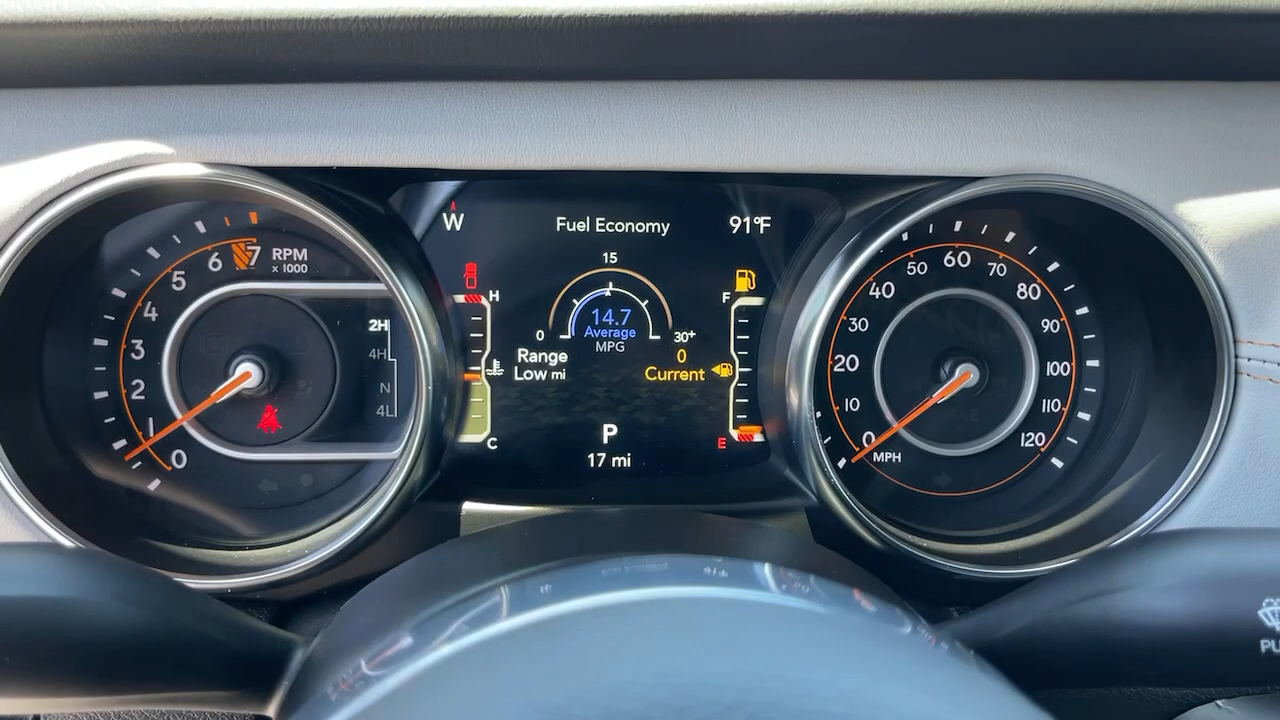 W
Fuel Economy
91°F
RPM
x 1000
7
6
5
4
3
2
1
0
2H
4H
N
4L
H
C
15
0
30+
14.7
Average
MPG
Range
Low mi
0
Current
F
E
P
17 mi
0
10
20
30
40
50
60
70
80
90
100
110
120
MPH
PU